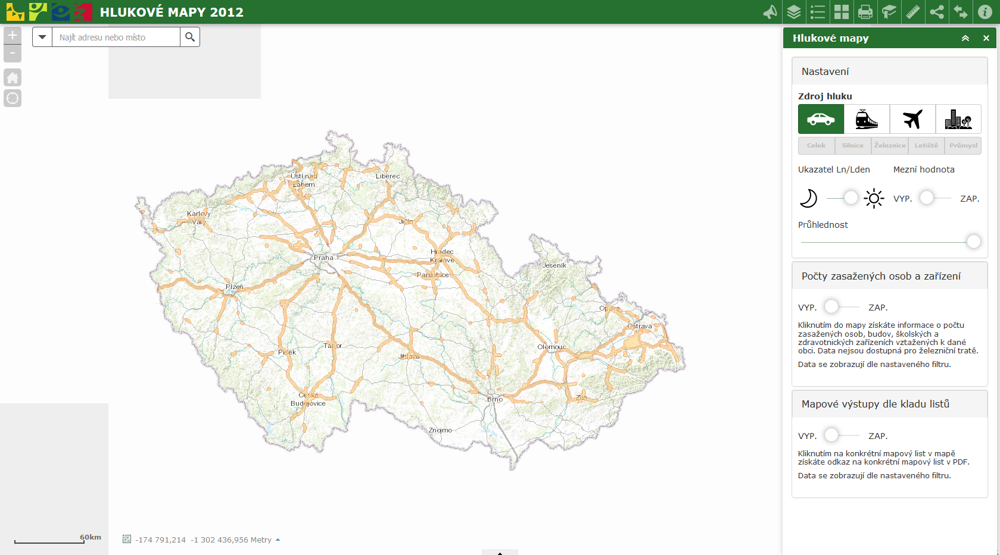 HLUKOVÉ MAPY 2012
+
Najít adresu nebo místo
-
Hlukové mapy
Nastavení
Zdroj hluku
Celek Silnice Železnice Letiště Průmysl
Ukazatel Ln/Lden Mezní hodnota
VYP. ZAP.
Průhlednost
Počty zasažených osob a zařízení
VYP. ZAP.
Kliknutím do mapy získáte informace o počtu
zasažených osob, budov, školských a
zdravotnických zařízeních vztažených k dané
obci. Data nejsou dostupná pro železniční tratě.
Data se zobrazují dle nastaveného filtru.
Mapové výstupy dle kladu listů
VYP. ZAP.
Kliknutím na konkrétní mapový list v mapě
získáte odkaz na konkrétní mapový list v PDF.
Data se zobrazují dle nastaveného filtru.
Ústí nad
Labem
Liberec
Karlovy
Vary
Jičín
Praha
Hradec
Králové
Pardubice
Jeseník
Plzeň
Opava
Ostrava
Tábor
Písek
Jihlava
Olomouc
České
Budějovice
Brno
Zlín
Znojmo
60km
-174 791,214 -1 302 436,956 Metry